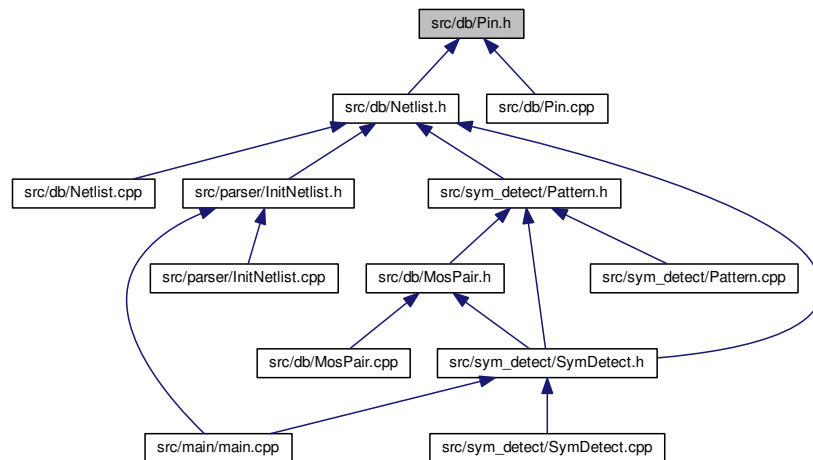 src/db/Pin.h
src/db/Netlist.h
src/db/Pin.cpp
src/db/Netlist.cpp
src/parser/InitNetlist.h
src/sym_detect/Pattern.h
src/parser/InitNetlist.cpp
src/db/MosPair.h
src/sym_detect/Pattern.cpp
src/db/MosPair.cpp
src/sym_detect/SymDetect.h
src/main/main.cpp
src/sym_detect/SymDetect.cpp